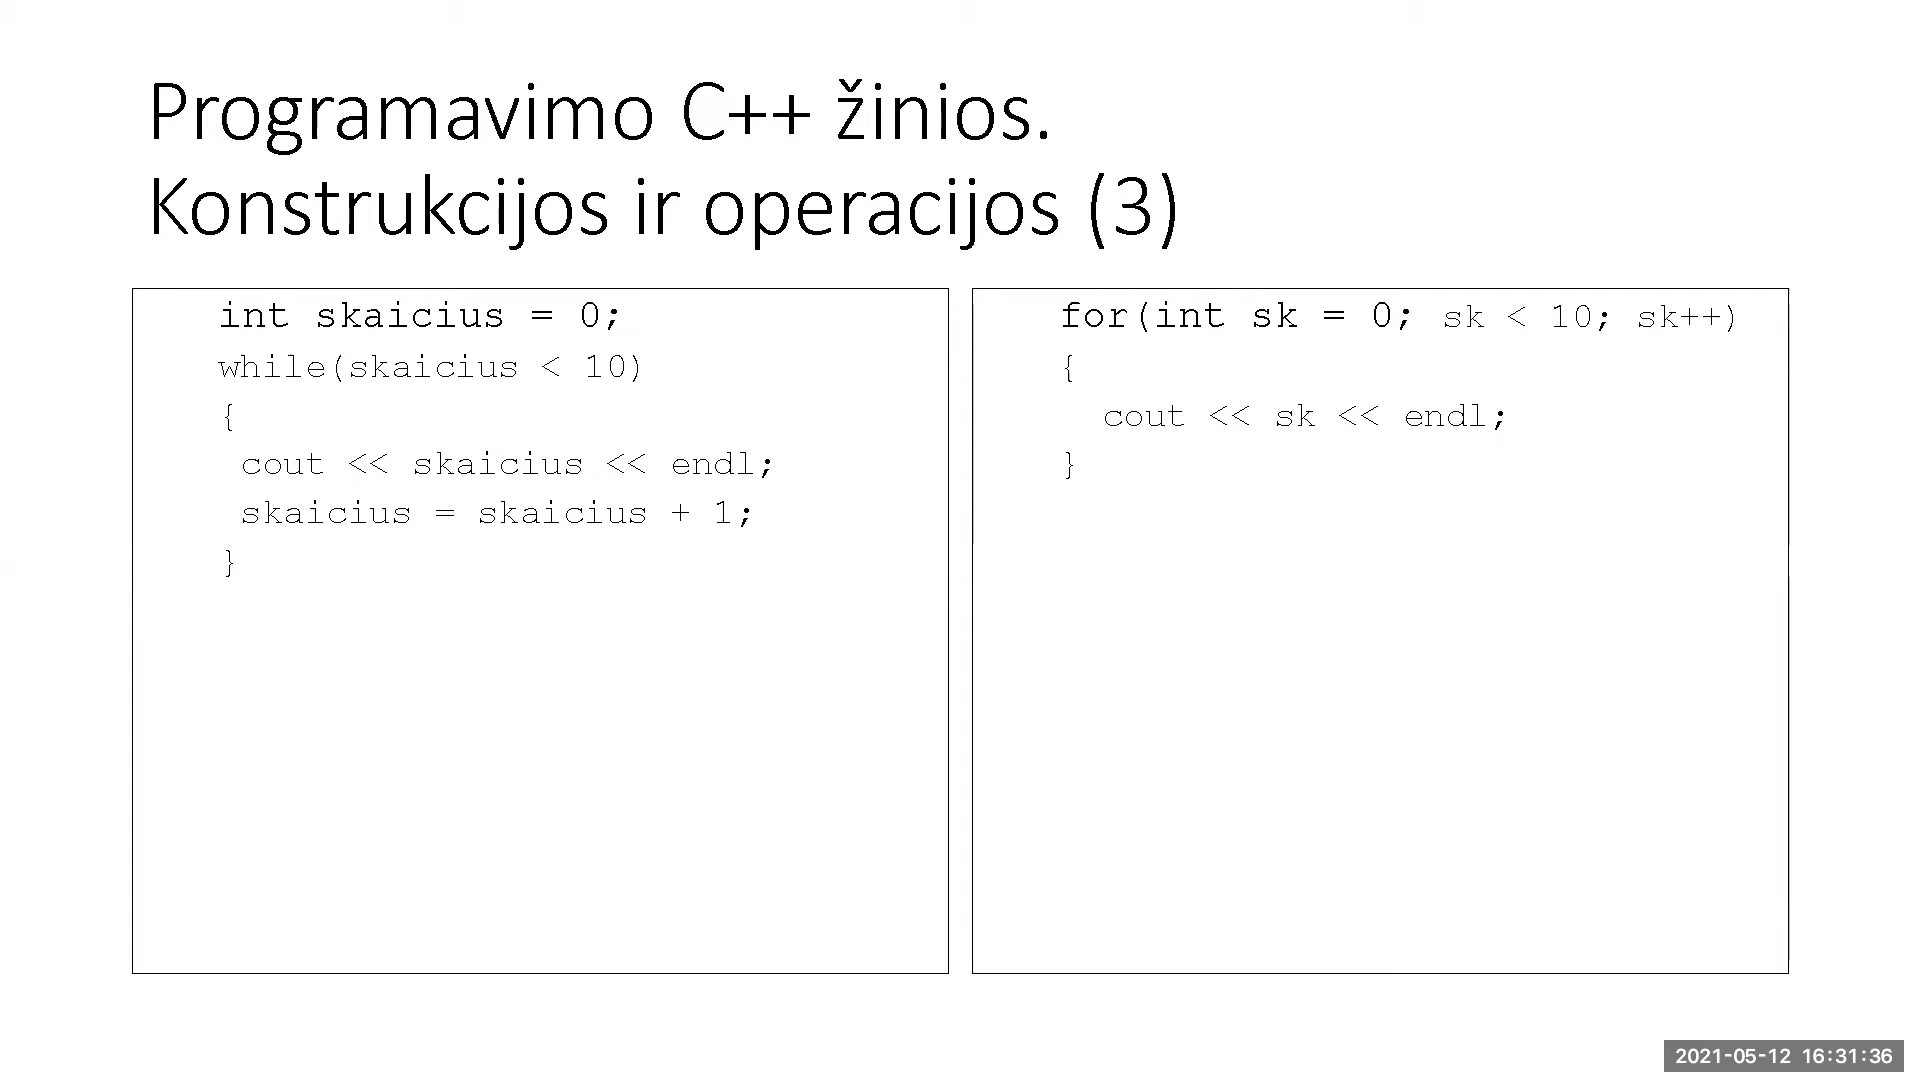 Programavimo C++ žinios.
Konstrukcijos ir operacijos (3)
int skaicius = 0;
while(skaicius < 10)
{
cout << skaicius << endl;
skaicius = skaicius + 1;
}
for(int sk = 0; sk < 10; sk++)
{
cout << sk << endl;
}
2021-05-12 16:31:36